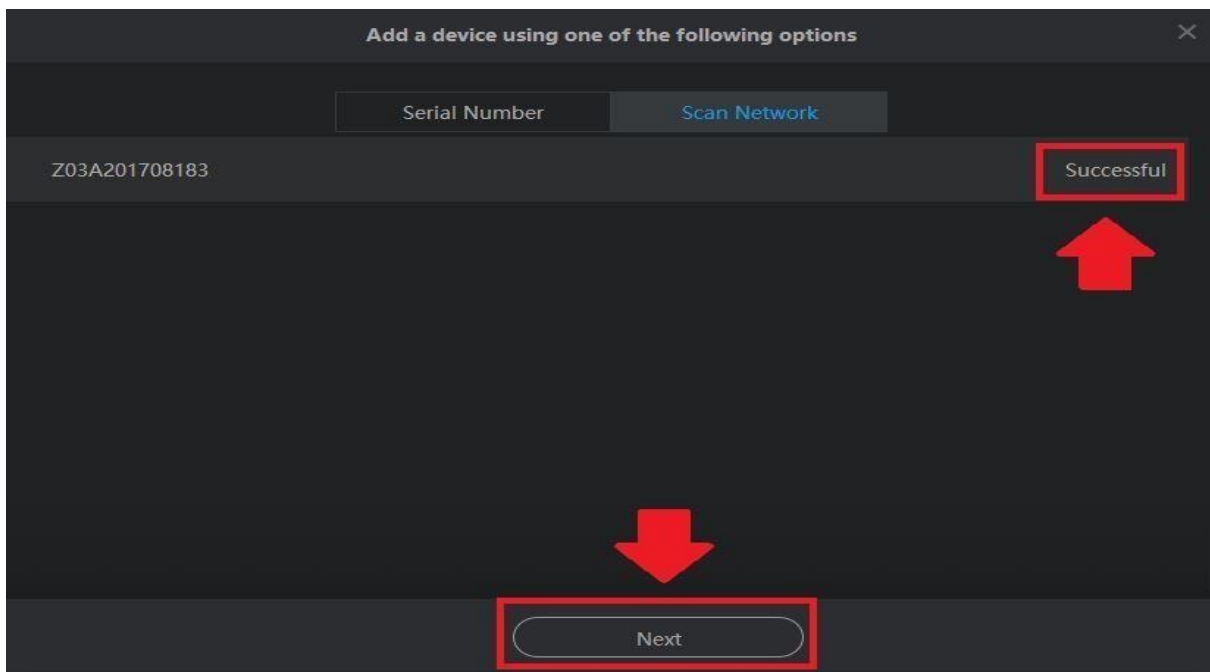 Add a device using one of the following options
Serial Number Scan Network
Z03A201708183 Successful
Next